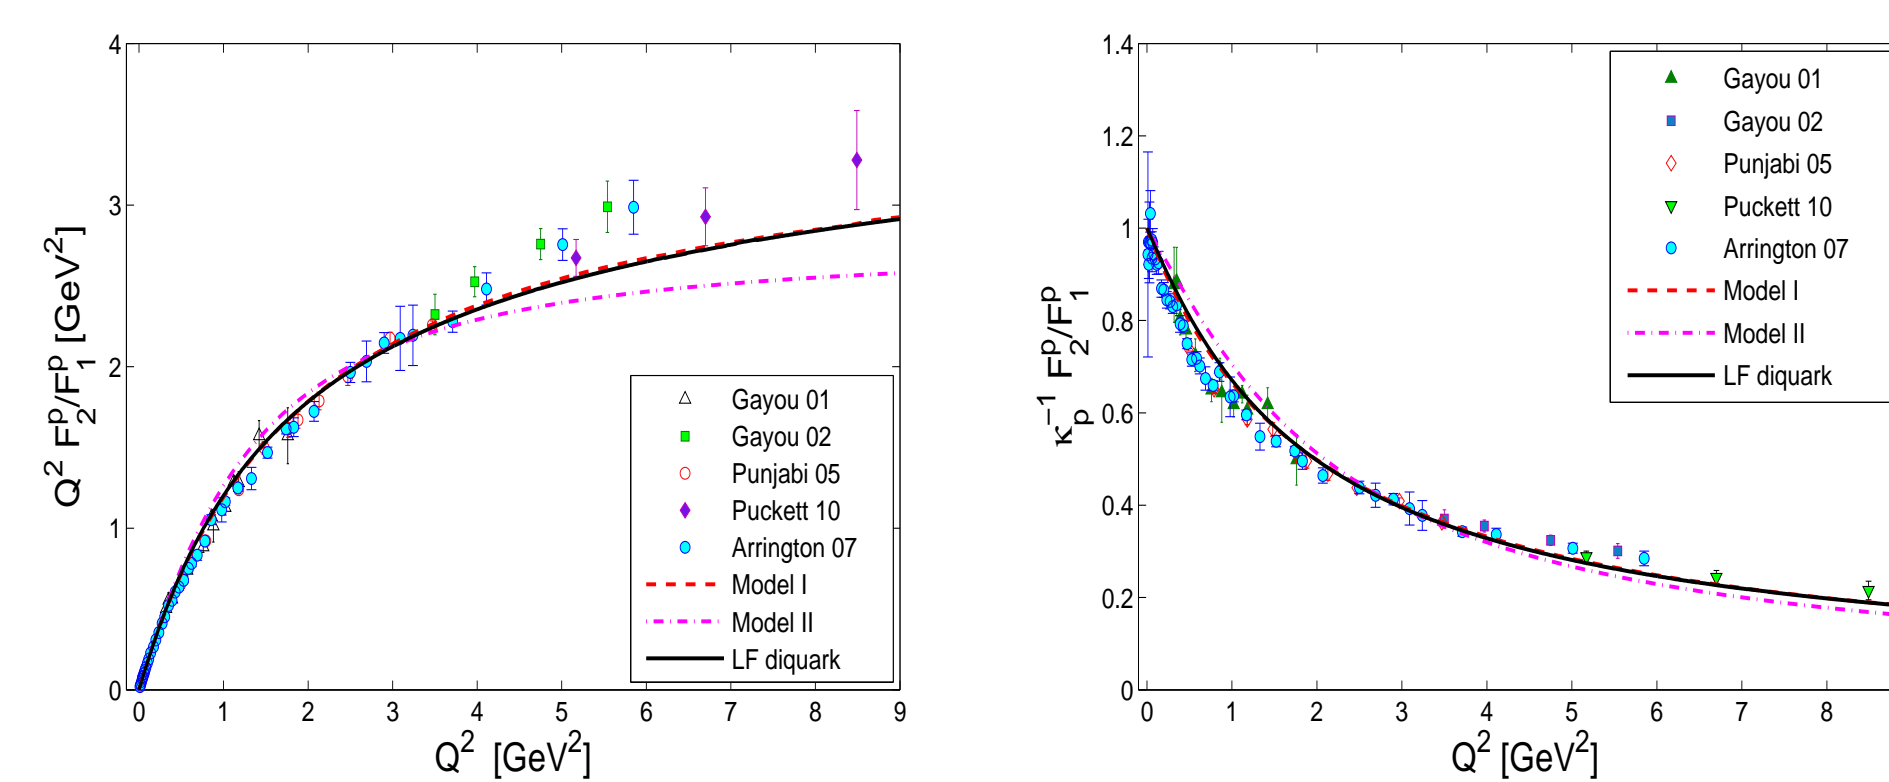 4
3
2
1
0
Q² F₂ᵖ/F₁ᵖ [GeV²]
Gayou 01
Gayou 02
Punjabi 05
Puckett 10
Arrington 07
Model I
Model II
LF diquark
0 1 2 3 4 5 6 7 8 9
Q² [GeV²]
1.4
1.2
1
0.8
0.6
0.4
0.2
0
κₚ⁻¹ F₂ᵖ/F₁ᵖ
Gayou 01
Gayou 02
Punjabi 05
Puckett 10
Arrington 07
Model I
Model II
LF diquark
0 1 2 3 4 5 6 7 8
Q² [GeV²]